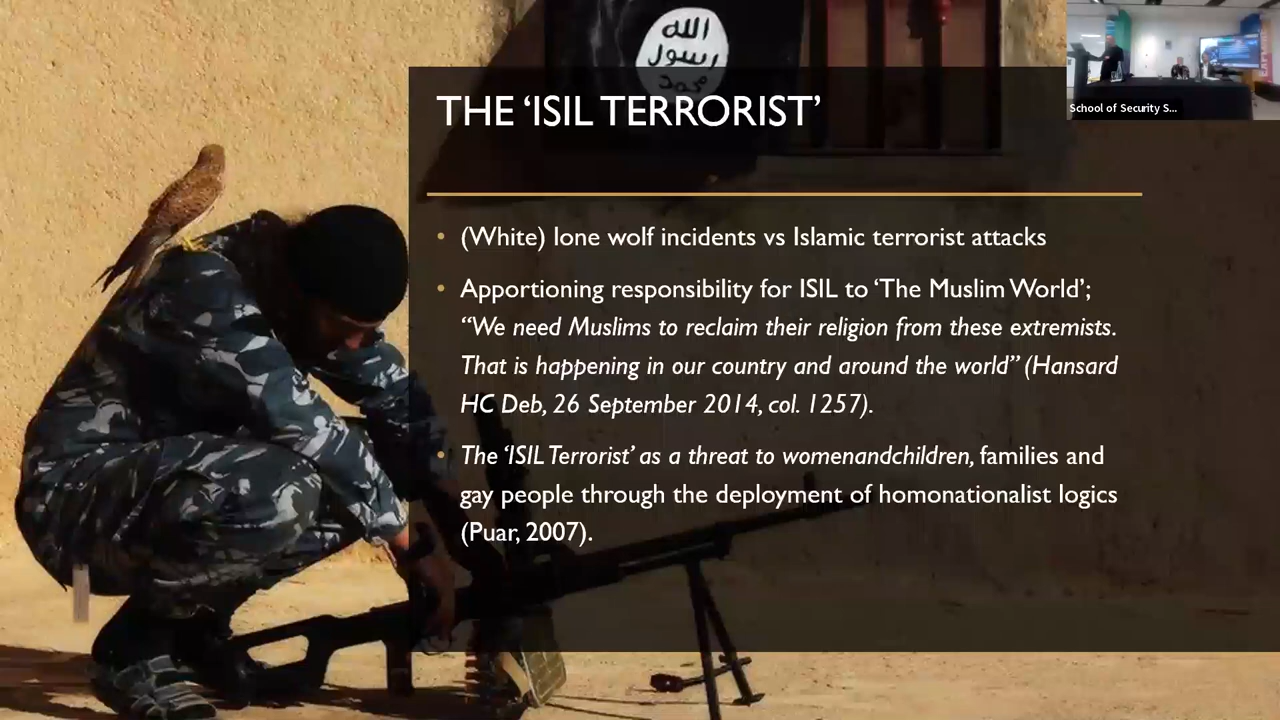 الله
رسول
محمد
School of Security S...
THE ‘ISIL TERRORIST’
• (White) lone wolf incidents vs Islamic terrorist attacks
• Apportioning responsibility for ISIL to ‘The Muslim World’;
“We need Muslims to reclaim their religion from these extremists.
That is happening in our country and around the world” (Hansard
HC Deb, 26 September 2014, col. 1257).
• The ‘ISIL Terrorist’ as a threat to womenandchildren, families and
gay people through the deployment of homonationalist logics
(Puar, 2007).